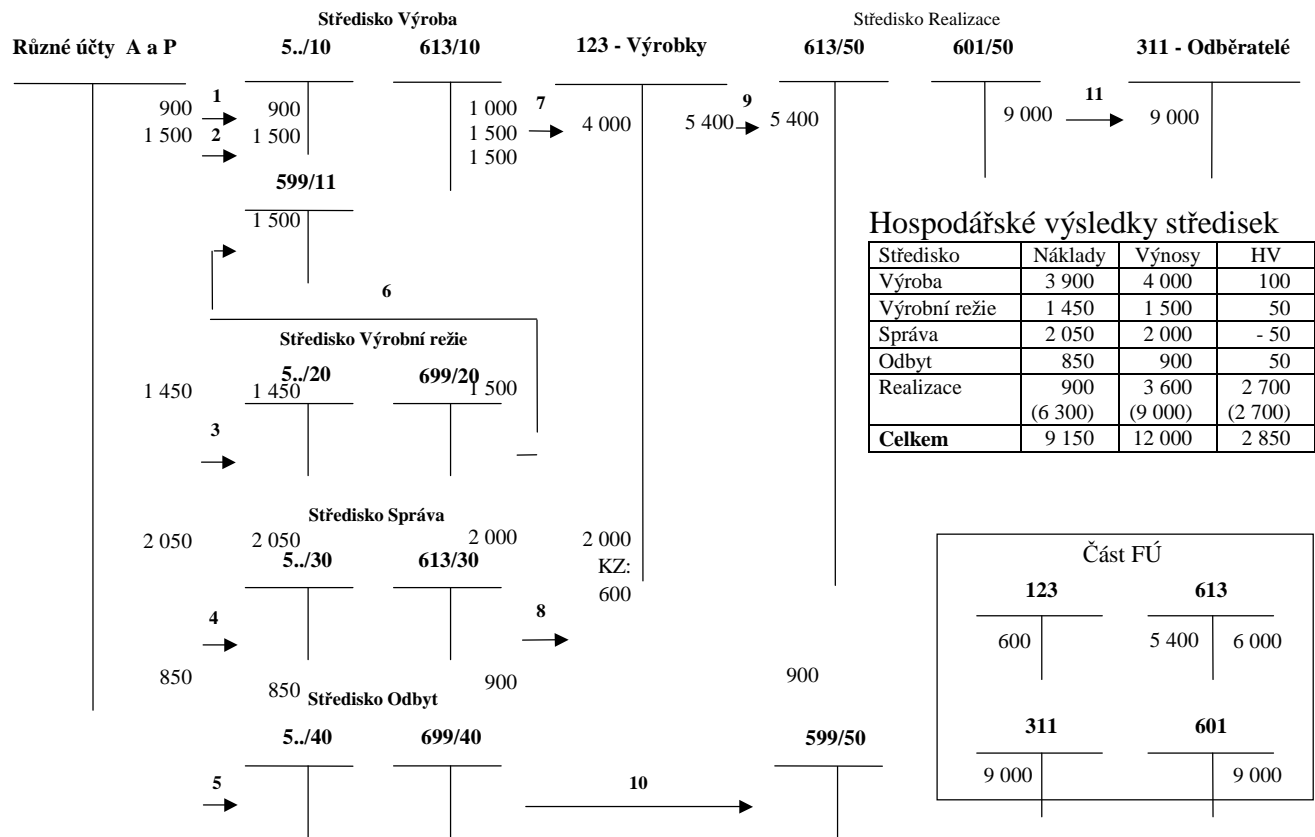 Středisko Výroba Středisko Realizace
Různé účty A a P 5../10 613/10 123 - Výrobky 613/50 601/50 311 - Odběratelé
1 7 9 11
900 900 1 000
9 000 9 000
1 500 2 1 500 1 500 4 000 5 400 5 400
1 500
599/11
1 500
Hospodářské výsledky středisek
Středisko Náklady Výnosy HV
Výroba 3 900 4 000 100
Výrobní režie 1 450 1 500 50
Správa 2 050 2 000 - 50
Odbyt 850 900 50
Realizace 900 3 600 2 700
(6 300) (9 000) (2 700)
Celkem 9 150 12 000 2 850
6
Středisko Výrobní režie
5../20 699/20
1 450 1 450 1 500
3
Středisko Správa
2 050 2 050 2 000 2 000
5../30 613/30 KZ:
600
4 8
850 850 900 900
Středisko Odbyt
5../40 699/40 599/50
5 10
Část FÚ
123 613
600 5 400 6 000
311 601
9 000 9 000